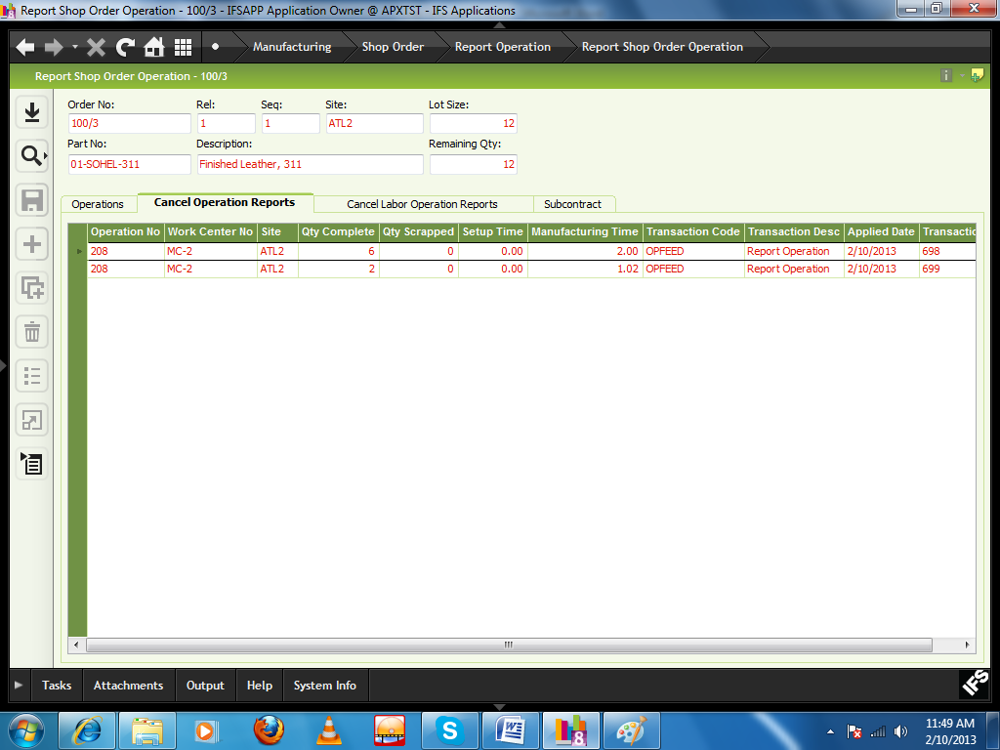 Report Shop Order Operation - 100/3 - IFSAPP Application Owner @ APXTST - IFS Applications
Manufacturing Shop Order Report Operation Report Shop Order Operation
Report Shop Order Operation - 100/3
Order No: Rel: Seq: Site: Lot Size:
100/3 1 1 ATL2 12
Part No: Description: Remaining Qty:
01-SOHEL-311 Finished Leather, 311 12
Operations Cancel Operation Reports Cancel Labor Operation Reports Subcontract
Operation No Work Center No Site Qty Complete Qty Scrapped Setup Time Manufacturing Time Transaction Code Transaction Desc Applied Date Transactio
208 MC-2 ATL2 6 0 0.00 2.00 OPFEED Report Operation 2/10/2013 698
208 MC-2 ATL2 2 0 0.00 1.02 OPFEED Report Operation 2/10/2013 699
Tasks Attachments Output Help System Info
IFS
11:49 AM
2/10/2013